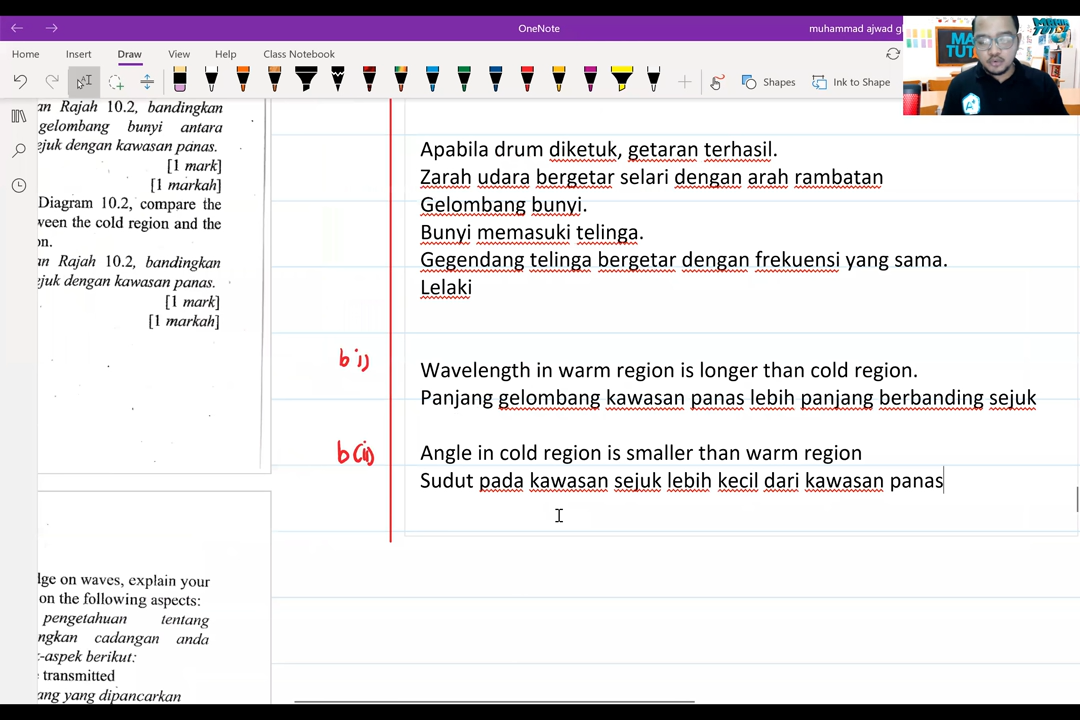 OneNote
muhammad ajwad g
Home Insert Draw View Help Class Notebook
Shapes Ink to Share
an Rajah 10.2, bandingkan
gelombang bunyi antara
ejuk dengan kawasan panas.
[1 mark]
[1 markah]
Diagram 10.2, compare the
ween the cold region and the
on.
an Rajah 10.2, bandingkan
ejuk dengan kawasan panas.
[1 mark]
[1 markah]
dge on waves, explain your
on the following aspects:
pengetahuan tentang
ngkan cadangan anda
-aspek berikut:
transmitted
ang yang dipancarkan
Apabila drum diketuk, getaran terhasil.
Zarah udara bergetar selari dengan arah rambatan
Gelombang bunyi.
Bunyi memasuki telinga.
Gegendang telinga bergetar dengan frekuensi yang sama.
Lelaki
b i)
Wavelength in warm region is longer than cold region.
Panjang gelombang kawasan panas lebih panjang berbanding sejuk
b(ii)
Angle in cold region is smaller than warm region
Sudut pada kawasan sejuk lebih kecil dari kawasan panas